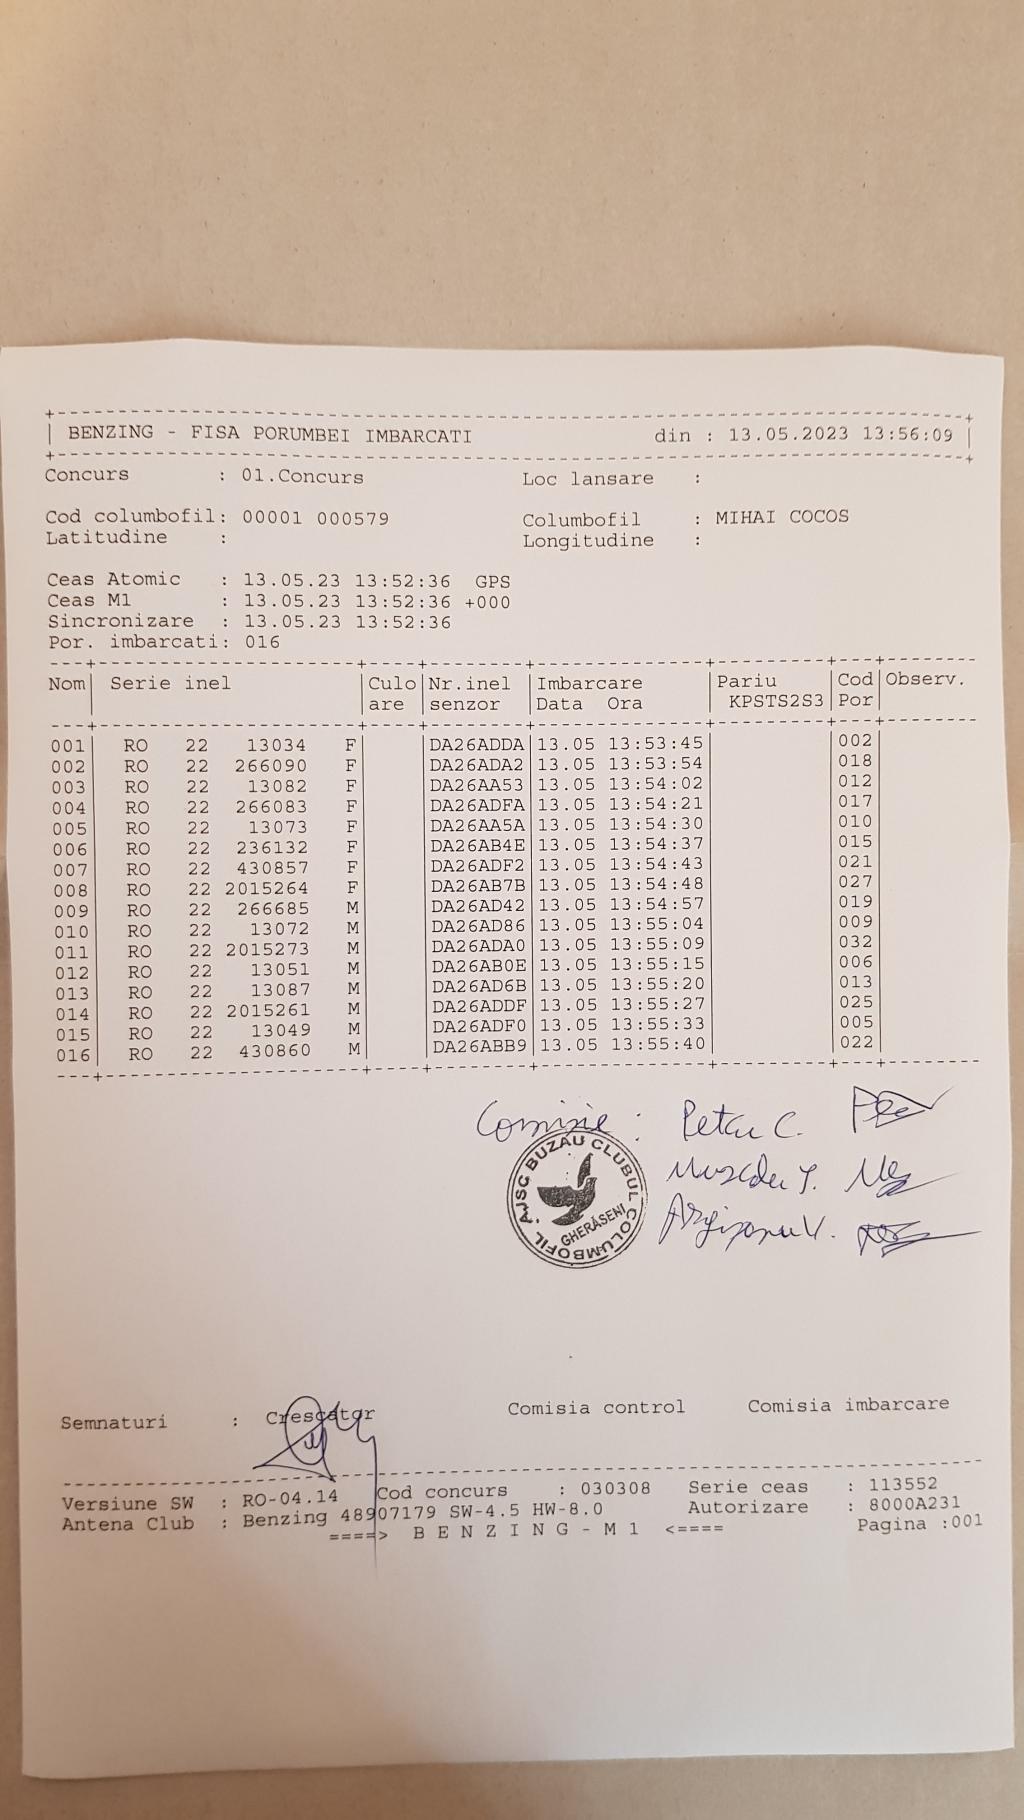 BENZING - FISA PORUMBEI IMBARCATI din : 13.05.2023 13:56:09
Concurs : 01.Concurs Loc lansare :
Cod columbofil: 00001 000579 Columbofil : MIHAI COCOS
Latitudine : Longitudine :
Ceas Atomic : 13.05.23 13:52:36 GPS
Ceas M1 : 13.05.23 13:52:36 +000
Sincronizare : 13.05.23 13:52:36
Por. imbarcati: 016
Nom| Serie inel |Culo|Nr.inel |Imbarcare |Pariu |Cod|Observ.
|are |senzor |Data Ora | KPSTS2S3|Por|
001| RO 22 13034 F| |DA26ADDA|13.05 13:53:45| |002|
002| RO 22 266090 F| |DA26ADA2|13.05 13:53:54| |018|
003| RO 22 13082 F| |DA26AA53|13.05 13:54:02| |012|
004| RO 22 266083 F| |DA26ADFA|13.05 13:54:21| |017|
005| RO 22 13073 F| |DA26AA5A|13.05 13:54:30| |010|
006| RO 22 236132 F| |DA26AB4E|13.05 13:54:37| |015|
007| RO 22 430857 F| |DA26ADF2|13.05 13:54:43| |021|
008| RO 22 2015264 F| |DA26AB7B|13.05 13:54:48| |027|
009| RO 22 266685 M| |DA26AD42|13.05 13:54:57| |019|
010| RO 22 13072 M| |DA26AD86|13.05 13:55:04| |009|
011| RO 22 2015273 M| |DA26ADA0|13.05 13:55:09| |032|
012| RO 22 13051 M| |DA26AB0E|13.05 13:55:15| |006|
013| RO 22 13087 M| |DA26AD6B|13.05 13:55:20| |013|
014| RO 22 2015261 M| |DA26ADDF|13.05 13:55:27| |025|
015| RO 22 13049 M| |DA26ADF0|13.05 13:55:33| |005|
016| RO 22 430860 M| |DA26ABB9|13.05 13:55:40| |022|
Comisie : C.
AJSC BUZAU CLUBUL COLUMBOFIL
GHERĂSENI
Semnaturi : Crescator Comisia control Comisia imbarcare
Versiune SW : RO-04.14 Cod concurs : 030308 Serie ceas : 113552
Antena Club : Benzing 48907179 SW-4.5 HW-8.0 Autorizare : 8000A231
====> B E N Z I N G - M 1 <==== Pagina :001